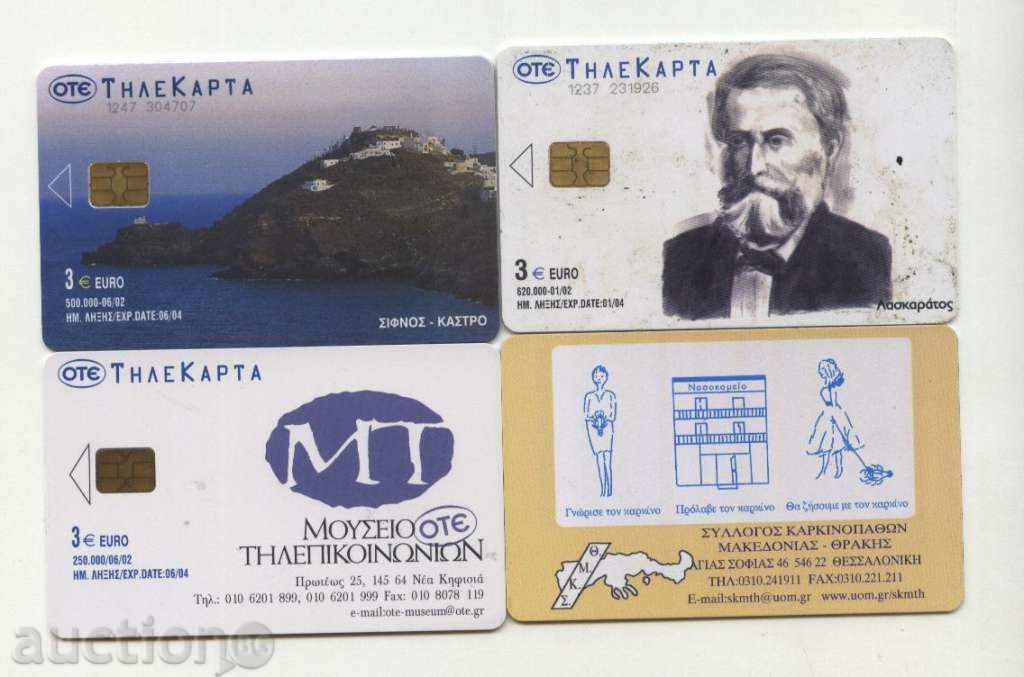 OTE ΤΗΛΕΚΑΡΤΑ
1247 304707
3 € EURO
500.000-06/02
ΗΜ. ΛΗΞΗΣ/EXP.DATE:06/04
ΣΙΦΝΟΣ - ΚΑΣΤΡΟ
OTE ΤΗΛΕΚΑΡΤΑ
1237 231926
3 € EURO
620.000-01/02
ΗΜ. ΛΗΞΗΣ/EXP.DATE:01/04
Λασκαράτος
OTE ΤΗΛΕΚΑΡΤΑ
3 € EURO
250.000/06/02
ΗΜ. ΛΗΞΗΣ/EXP.DATE:06/04
ΜΤ
ΜΟΥΣΕΙΟ OTE
ΤΗΛΕΠΙΚΟΙΝΩΝΙΩΝ
Πρωτέως 25, 145 64 Νέα Κηφισιά
Τηλ.: 010 6201 899, 010 6201 999 Fax: 010 8078 119
e-mail:ote-museum@ote.gr
Νοσοκομείο
Γνώρισε τον καρκίνο Πρόλαβε τον καρκίνο Θα ζήσουμε με τον καρκίνο
ΣΥΛΛΟΓΟΣ ΚΑΡΚΙΝΟΠΑΘΩΝ
ΜΑΚΕΔΟΝΙΑΣ - ΘΡΑΚΗΣ
ΑΓΙΑΣ ΣΟΦΙΑΣ 46 546 22 ΘΕΣΣΑΛΟΝΙΚΗ
ΤΗΛ:0310.241911 FAX:0310.221.211
E-mail:skmth@uom.gr www.uom.gr/skmth
Σ. Κ. Μ. Θ.
auction.bg